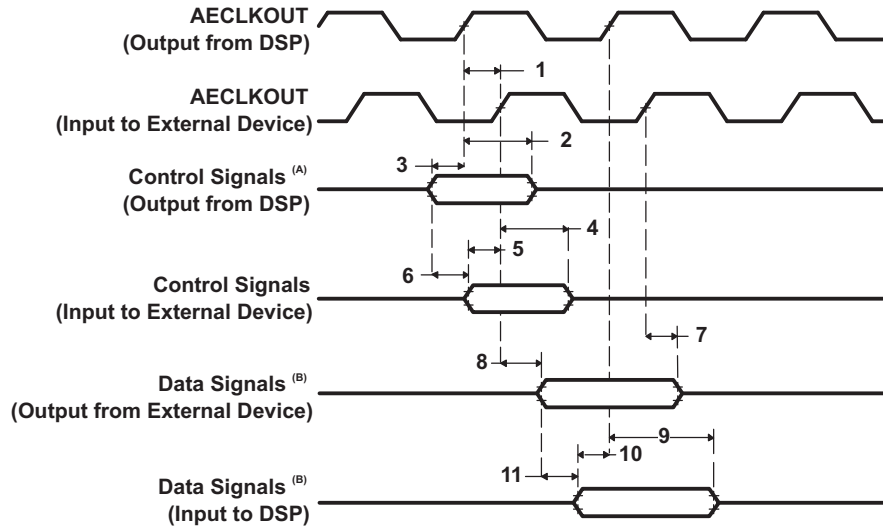 AECLKOUT
(Output from DSP)
1
AECLKOUT
(Input to External Device)
2
3
Control Signals (A)
(Output from DSP)
4
5
6
Control Signals
(Input to External Device)
7
8
Data Signals (B)
(Output from External Device)
9
10
11
Data Signals (B)
(Input to DSP)